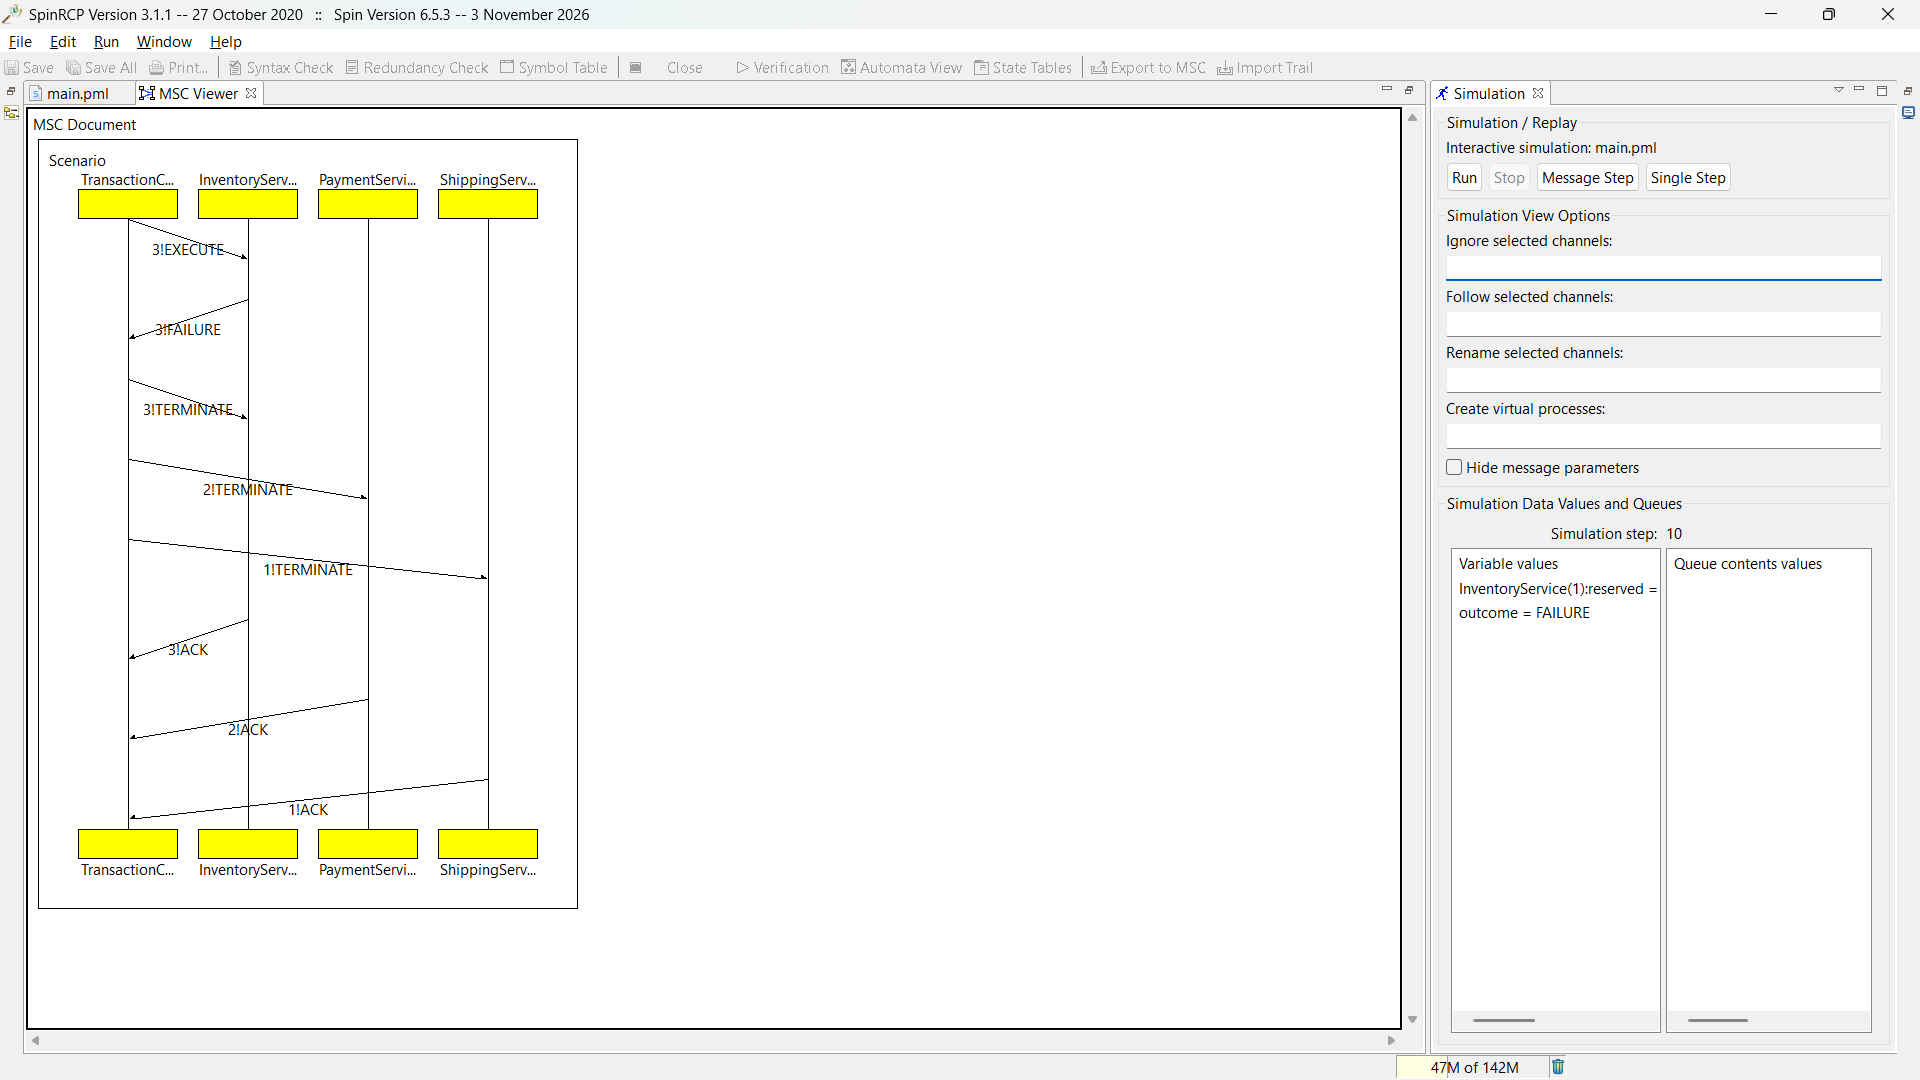 SpinRCP Version 3.1.1 -- 27 October 2020 :: Spin Version 6.5.3 -- 3 November 2026
File Edit Run Window Help
Save Save All Print... Syntax Check Redundancy Check Symbol Table Close Verification Automata View State Tables Export to MSC Import Trail
main.pml MSC Viewer
MSC Document
Scenario
TransactionC... InventoryServ... PaymentServi... ShippingServ...
3!EXECUTE
3!FAILURE
3!TERMINATE
2!TERMINATE
1!TERMINATE
3!ACK
2!ACK
1!ACK
TransactionC... InventoryServ... PaymentServi... ShippingServ...
Simulation
Simulation / Replay
Interactive simulation: main.pml
Run Stop Message Step Single Step
Simulation View Options
Ignore selected channels:
Follow selected channels:
Rename selected channels:
Create virtual processes:
Hide message parameters
Simulation Data Values and Queues
Simulation step: 10
Variable values
InventoryService(1):reserved =
outcome = FAILURE
Queue contents values
47M of 142M